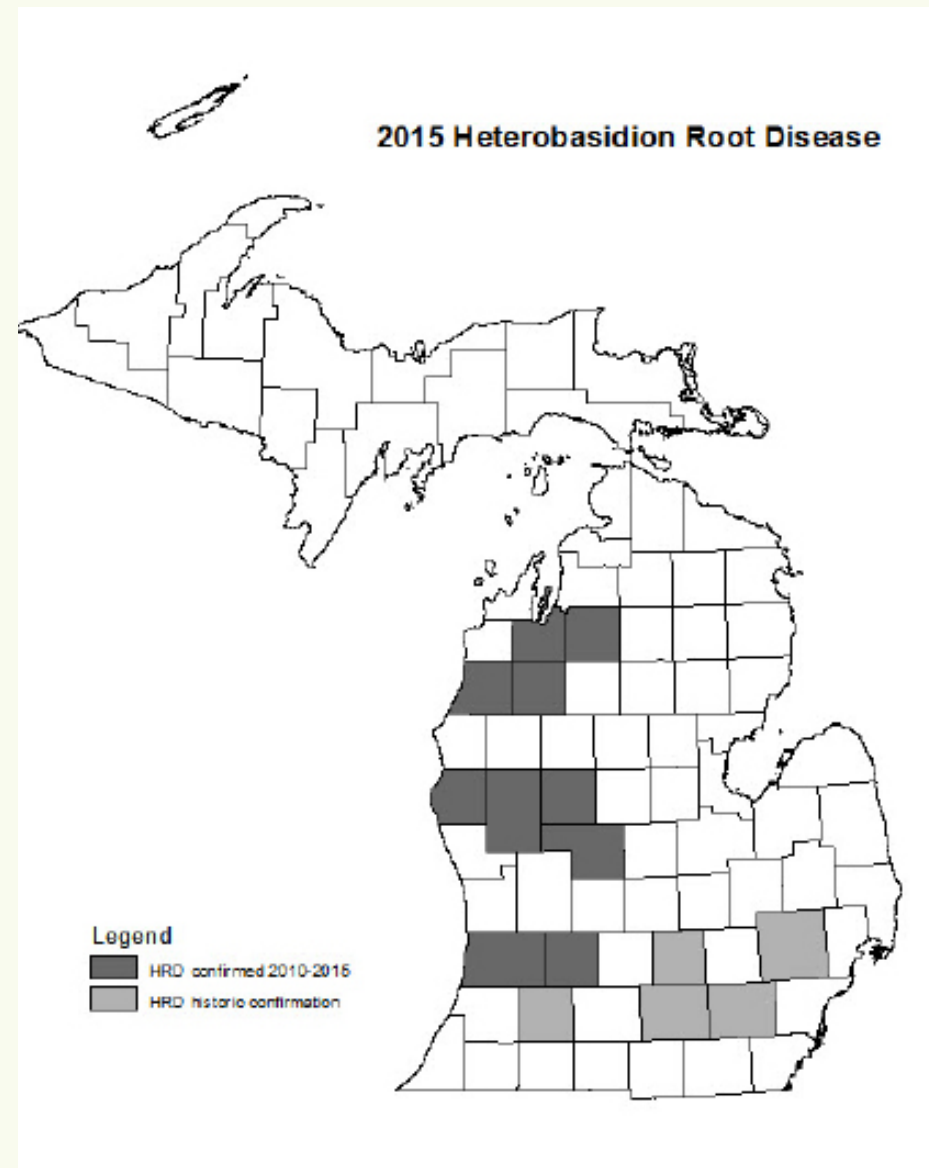 2015 Heterobasidion Root Disease
Legend
HRD confirmed 2010-2015
HRD historic confirmation